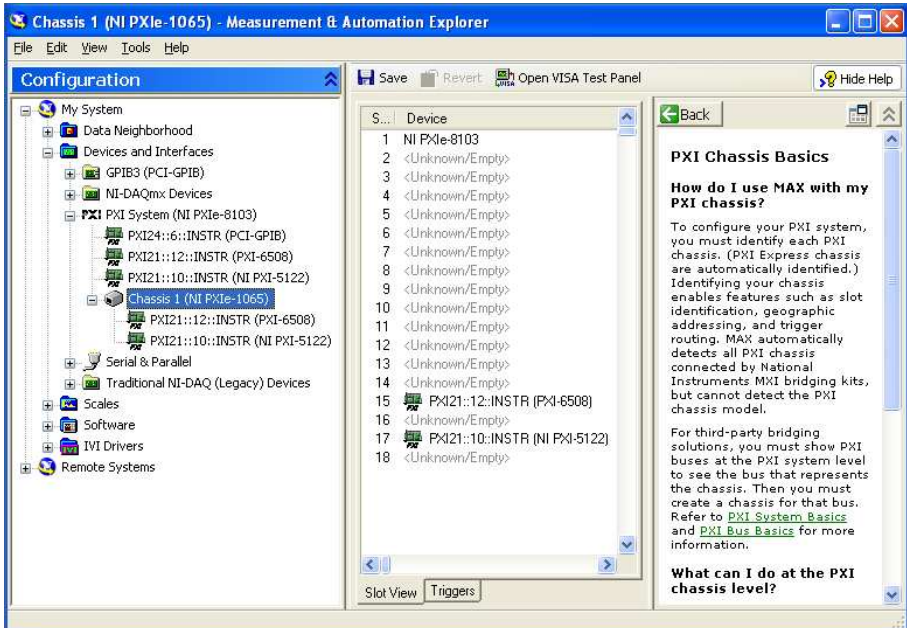 Chassis 1 (NI PXIe-1065) - Measurement & Automation Explorer
File Edit View Tools Help
Configuration
My System
Data Neighborhood
Devices and Interfaces
GPIB3 (PCI-GPIB)
NI-DAQmx Devices
PXI PXI System (NI PXIe-8103)
PXI24::6::INSTR (PCI-GPIB)
PXI21::12::INSTR (PXI-6508)
PXI21::10::INSTR (NI PXI-5122)
Chassis 1 (NI PXIe-1065)
PXI21::12::INSTR (PXI-6508)
PXI21::10::INSTR (NI PXI-5122)
Serial & Parallel
Traditional NI-DAQ (Legacy) Devices
Scales
Software
IVI Drivers
Remote Systems
Save Revert Open VISA Test Panel
Hide Help
S... Device
1 NI PXIe-8103
2 <Unknown/Empty>
3 <Unknown/Empty>
4 <Unknown/Empty>
5 <Unknown/Empty>
6 <Unknown/Empty>
7 <Unknown/Empty>
8 <Unknown/Empty>
9 <Unknown/Empty>
10 <Unknown/Empty>
11 <Unknown/Empty>
12 <Unknown/Empty>
13 <Unknown/Empty>
14 <Unknown/Empty>
15 PXI21::12::INSTR (PXI-6508)
16 <Unknown/Empty>
17 PXI21::10::INSTR (NI PXI-5122)
18 <Unknown/Empty>
Slot View Triggers
Back
PXI Chassis Basics
How do I use MAX with my
PXI chassis?
To configure your PXI system,
you must identify each PXI
chassis. (PXI Express chassis
are automatically identified.)
Identifying your chassis
enables features such as slot
identification, geographic
addressing, and trigger
routing. MAX automatically
detects all PXI chassis
connected by National
Instruments MXI bridging kits,
but cannot detect the PXI
chassis model.
For third-party bridging
solutions, you must show PXI
buses at the PXI system level
to see the bus that represents
the chassis. Then you must
create a chassis for that bus.
Refer to PXI System Basics
and PXI Bus Basics for more
information.
What can I do at the PXI
chassis level?